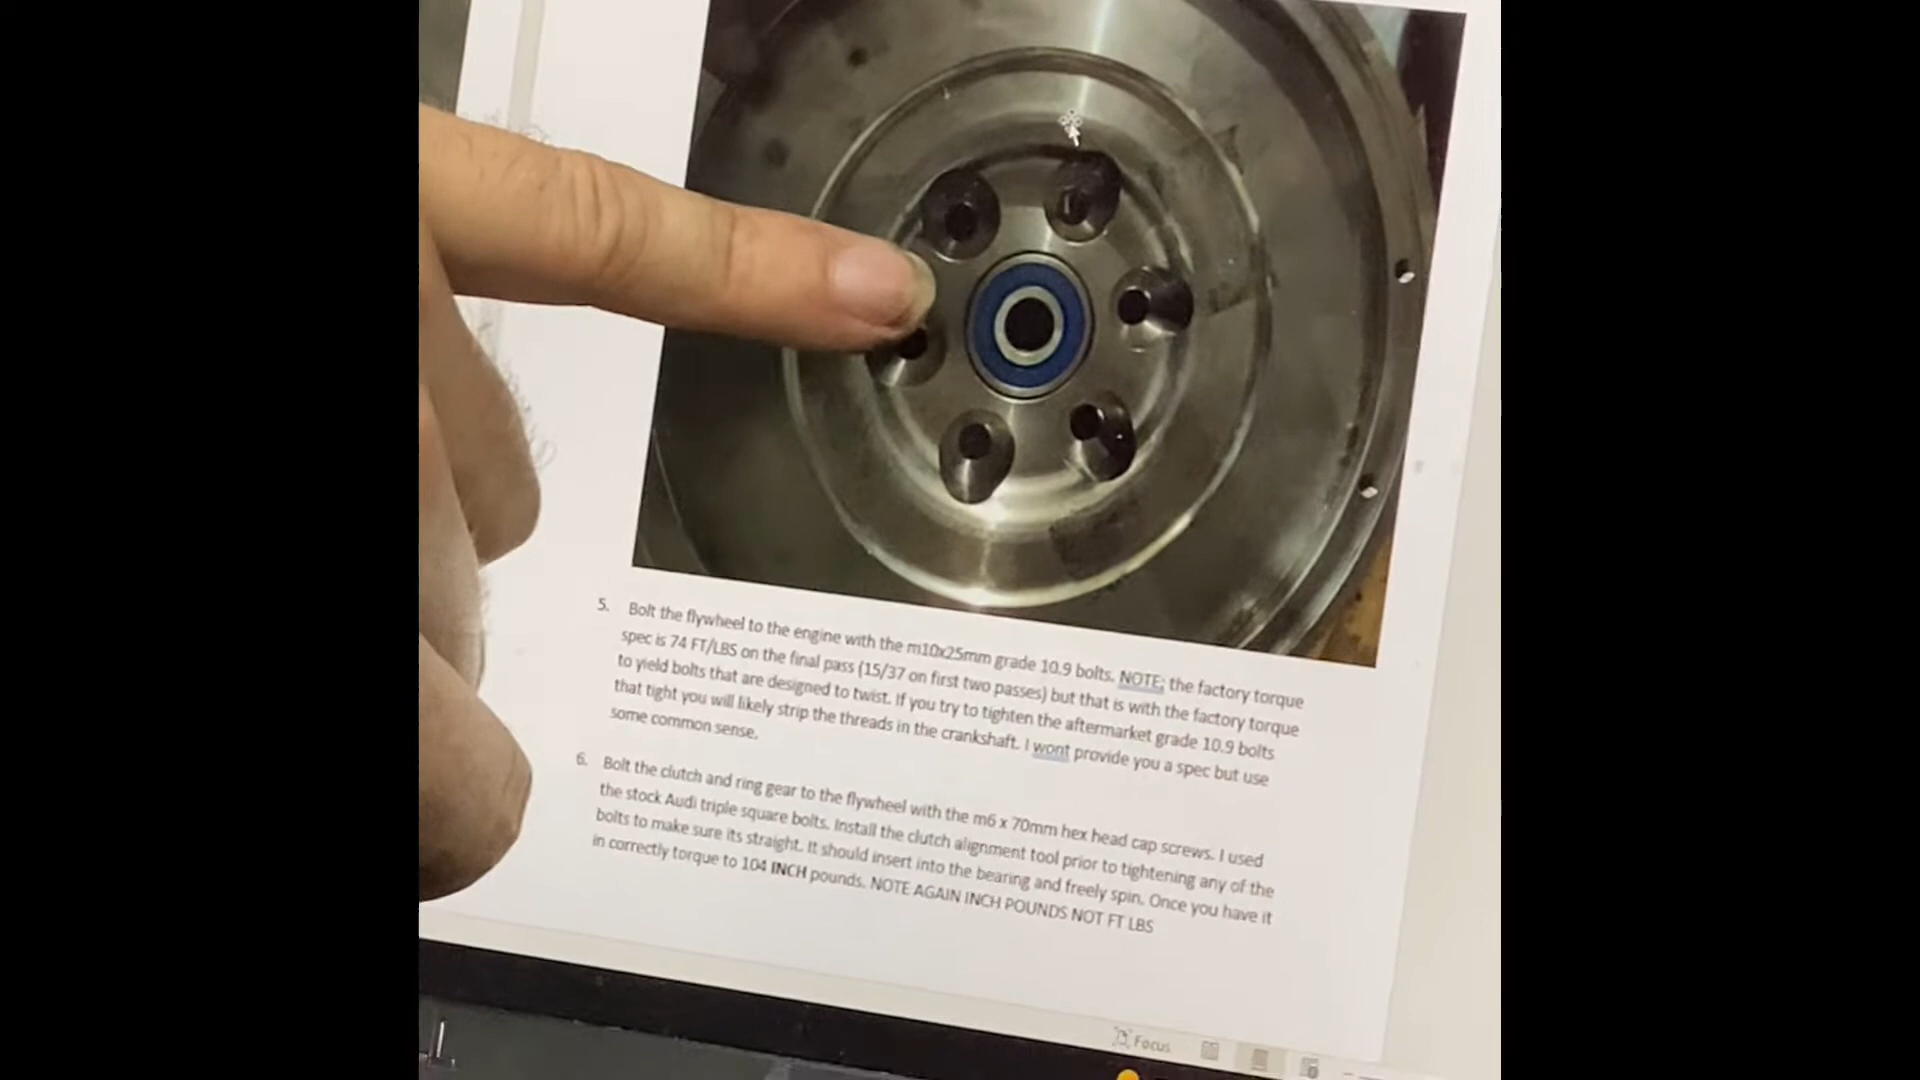 5. Bolt the flywheel to the engine with the m10x25mm grade 10.9 bolts. NOTE; the factory torque
spec is 74 FT/LBS on the final pass (15/37 on first two passes) but that is with the factory torque
to yield bolts that are designed to twist. If you try to tighten the aftermarket grade 10.9 bolts
that tight you will likely strip the threads in the crankshaft. I wont provide you a spec but use
some common sense.
6. Bolt the clutch and ring gear to the flywheel with the m6 x 70mm hex head cap screws. I used
the stock Audi triple square bolts. Install the clutch alignment tool prior to tightening any of the
bolts to make sure its straight. It should insert into the bearing and freely spin. Once you have it
in correctly torque to 104 INCH pounds. NOTE AGAIN INCH POUNDS NOT FT LBS
Focus